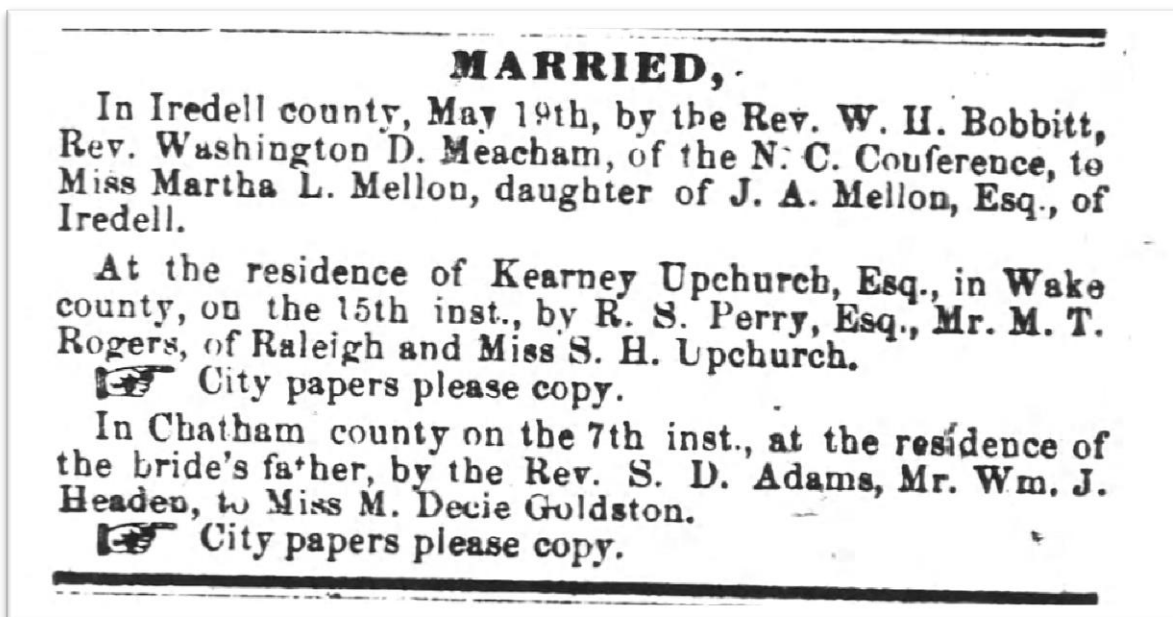 MARRIED,
In Iredell county, May 19th, by the Rev. W. H. Bobbitt,
Rev. Washington D. Meacham, of the N. C. Conference, to
Miss Martha L. Mellon, daughter of J. A. Mellon, Esq., of
Iredell.
At the residence of Kearney Upchurch, Esq., in Wake
county, on the 15th inst., by R. S. Perry, Esq., Mr. M. T.
Rogers, of Raleigh and Miss S. H. Upchurch.
☞ City papers please copy.
In Chatham county on the 7th inst., at the residence of
the bride's father, by the Rev. S. D. Adams, Mr. Wm. J.
Headen, to Miss M. Decie Goldston.
☞ City papers please copy.